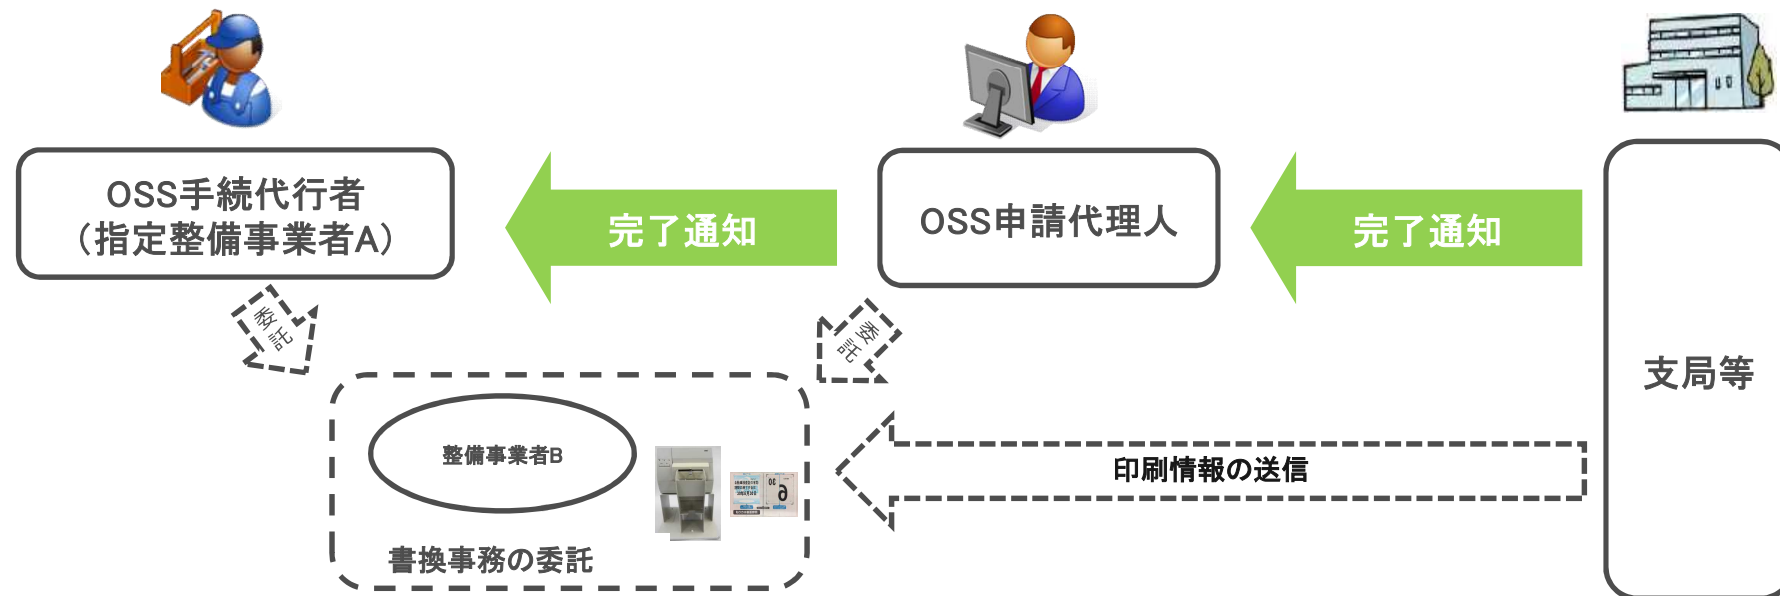 OSS手続代行者
（指定整備事業者A）
完了通知
OSS申請代理人
完了通知
支局等
委託
委託
整備事業者B
書換事務の委託
印刷情報の送信
6